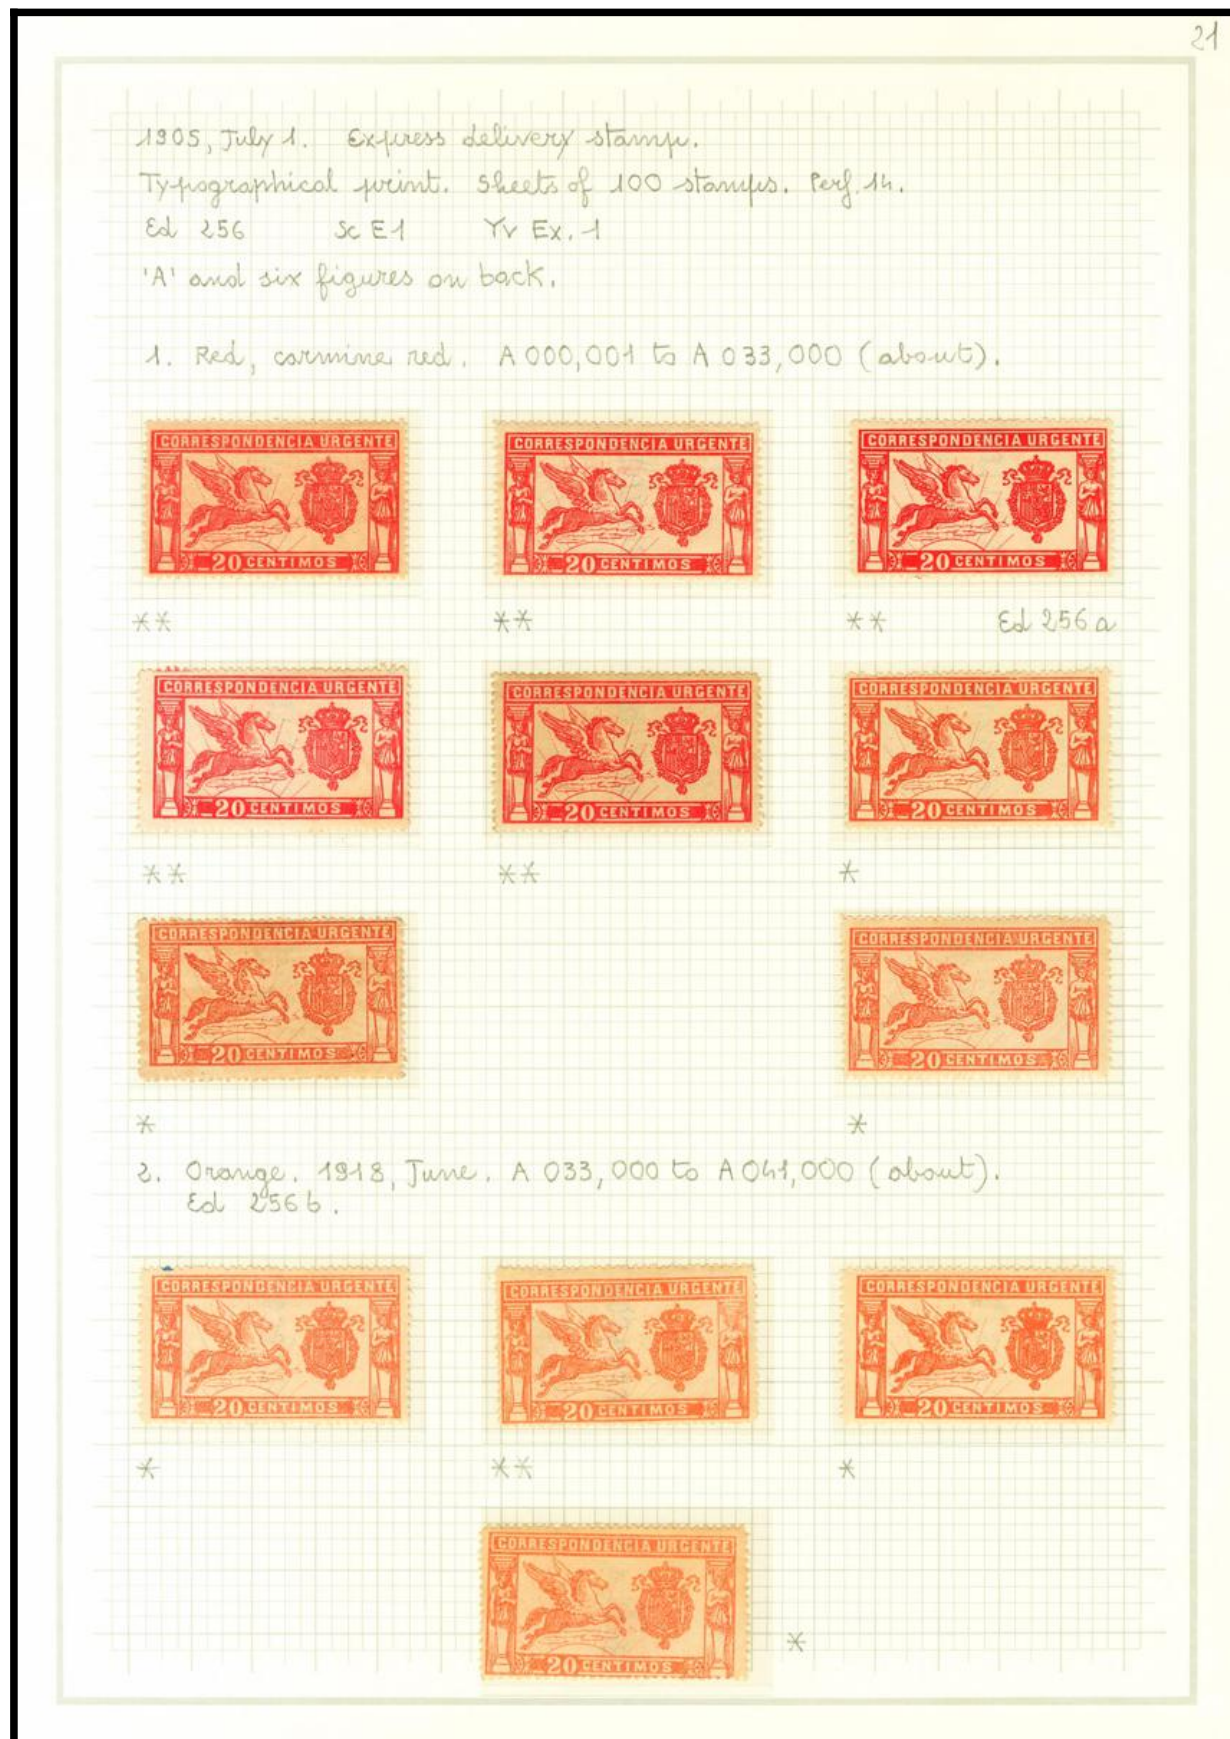 21
1905, July 1. Express delivery stamp.
Typographical print. Sheets of 100 stamps. Perf. 14.
Ed 256 Sc E1 Yv Ex. 1
'A' and six figures on back.
1. Red, carmine red. A 000,001 to A 033,000 (about).
CORRESPONDENCIA URGENTE CORRESPONDENCIA URGENTE CORRESPONDENCIA URGENTE
20 CENTIMOS 20 CENTIMOS 20 CENTIMOS
** ** ** Ed 256a
CORRESPONDENCIA URGENTE CORRESPONDENCIA URGENTE CORRESPONDENCIA URGENTE
20 CENTIMOS 20 CENTIMOS 20 CENTIMOS
** ** *
CORRESPONDENCIA URGENTE CORRESPONDENCIA URGENTE
20 CENTIMOS 20 CENTIMOS
* *
2. Orange. 1918, June. A 033,000 to A 041,000 (about).
Ed 256b.
CORRESPONDENCIA URGENTE CORRESPONDENCIA URGENTE CORRESPONDENCIA URGENTE
20 CENTIMOS 20 CENTIMOS 20 CENTIMOS
* ** *
CORRESPONDENCIA URGENTE
20 CENTIMOS
*